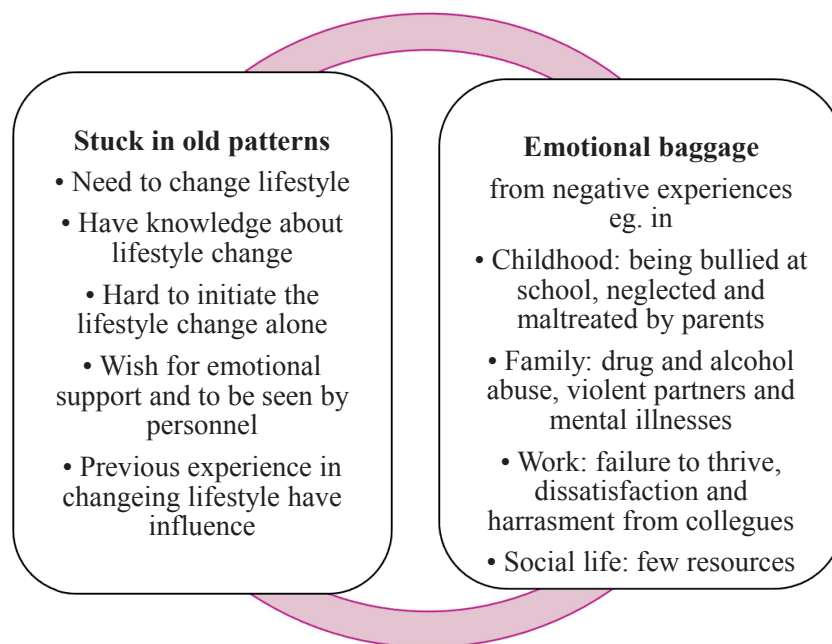 Stuck in old patterns
• Need to change lifestyle
• Have knowledge about
lifestyle change
• Hard to initiate the
lifestyle change alone
• Wish for emotional
support and to be seen by
personnel
• Previous experience in
changeing lifestyle have
influence
Emotional baggage
from negative experiences
eg. in
• Childhood: being bullied at
school, neglected and
maltreated by parents
• Family: drug and alcohol
abuse, violent partners and
mental illnesses
• Work: failure to thrive,
dissatisfaction and
harrasment from collegues
• Social life: few resources